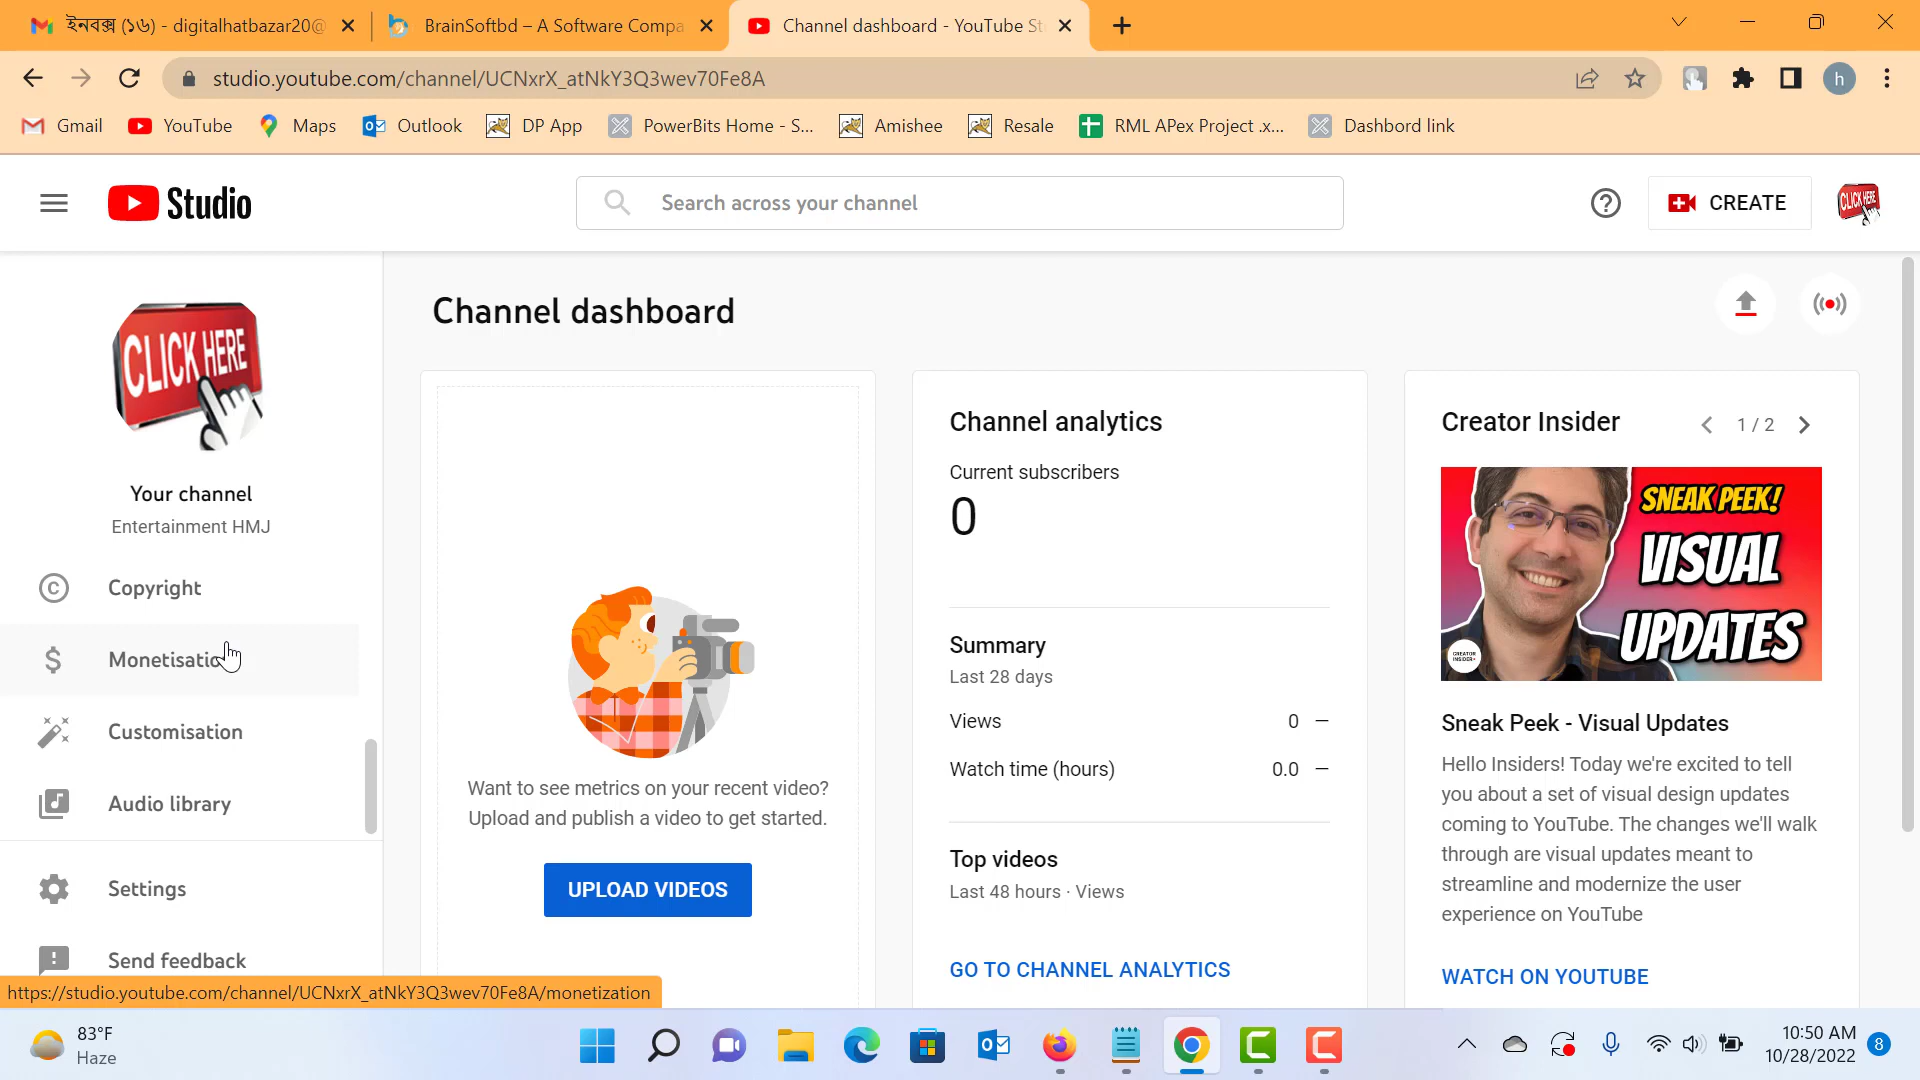 ইনবক্স (১৬) - digitalhatbazar20@
BrainSoftbd – A Software Compa
Channel dashboard - YouTube St
studio.youtube.com/channel/UCNxrX_atNkY3Q3wev70Fe8A
h
Gmail
YouTube
Maps
Outlook
DP App
PowerBits Home - S...
Amishee
Resale
RML APex Project .x...
Dashbord link
Studio
Search across your channel
CREATE
CLICK HERE
CLICK HERE
Your channel
Entertainment HMJ
Copyright
Monetisatio
Customisation
Audio library
Settings
Send feedback
https://studio.youtube.com/channel/UCNxrX_atNkY3Q3wev70Fe8A/monetization
Channel dashboard
Want to see metrics on your recent video?
Upload and publish a video to get started.
UPLOAD VIDEOS
Channel analytics
Current subscribers
0
Summary
Last 28 days
Views 0 —
Watch time (hours) 0.0 —
Top videos
Last 48 hours · Views
GO TO CHANNEL ANALYTICS
Creator Insider
1 / 2
SNEAK PEEK!
VISUAL
UPDATES
CREATOR
INSIDER
Sneak Peek - Visual Updates
Hello Insiders! Today we're excited to tell
you about a set of visual design updates
coming to YouTube. The changes we'll walk
through are visual updates meant to
streamline and modernize the user
experience on YouTube
WATCH ON YOUTUBE
83°F
Haze
10:50 AM
10/28/2022
8